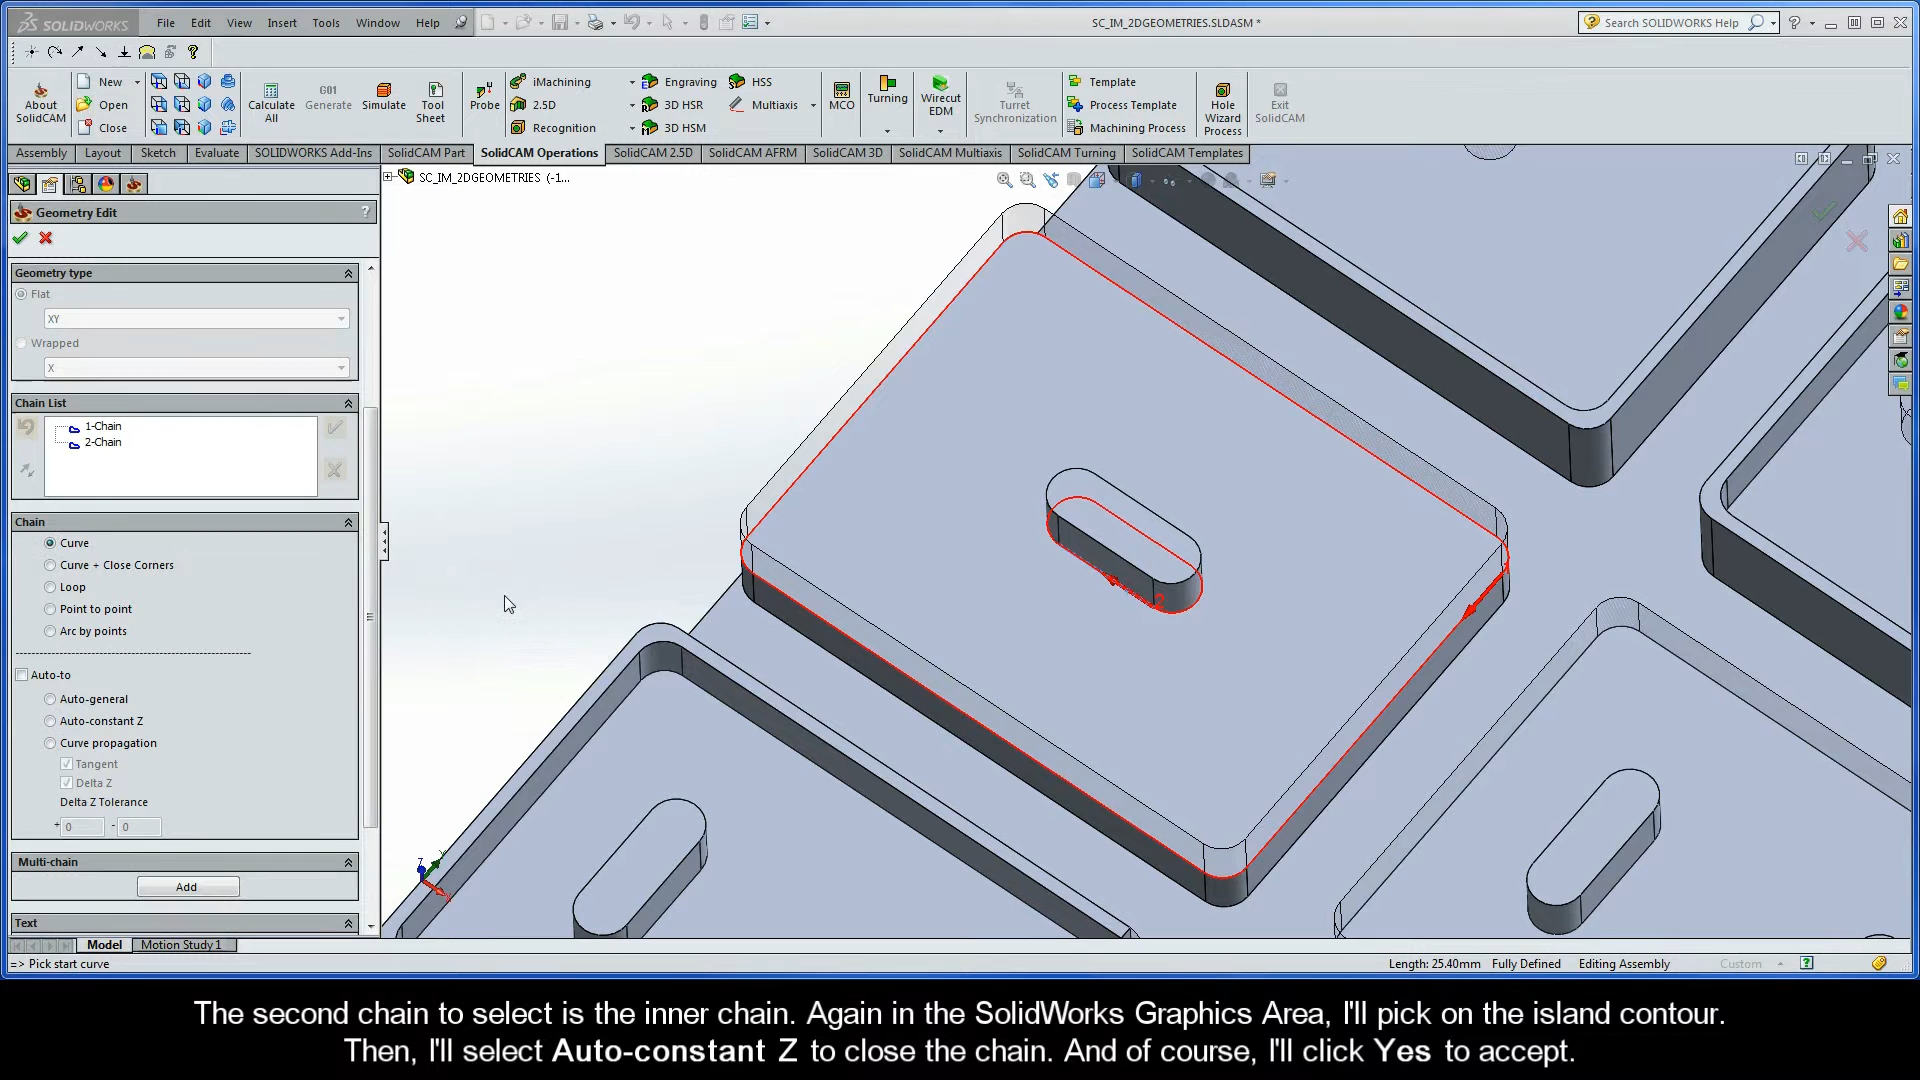 SOLIDWORKS File Edit View Insert Tools Window Help SC_IM_2DGEOMETRIES.SLDASM * Search SOLIDWORKS Help
About SolidCAM
New
Open
Close
Calculate All
G01 Generate
Simulate
Tool Sheet
Probe
iMachining
2.5D
Recognition
Engraving
3D HSR
3D HSM
HSS
Multiaxis
MCO
Turning
Wirecut EDM
Turret Synchronization
Template
Process Template
Machining Process
Hole Wizard Process
Exit SolidCAM
Assembly Layout Sketch Evaluate SOLIDWORKS Add-Ins SolidCAM Part SolidCAM Operations SolidCAM 2.5D SolidCAM AFRM SolidCAM 3D SolidCAM Multiaxis SolidCAM Turning SolidCAM Templates
SC_IM_2DGEOMETRIES (-1...
Geometry Edit ?
Geometry type
Flat
XY
Wrapped
X
Chain List
1-Chain
2-Chain
Chain
Curve
Curve + Close Corners
Loop
Point to point
Arc by points
Auto-to
Auto-general
Auto-constant Z
Curve propagation
Tangent
Delta Z
Delta Z Tolerance
+ 0 - 0
Multi-chain
Add
Text
2
Z
Model Motion Study 1
=> Pick start curve Length: 25.40mm Fully Defined Editing Assembly Custom
The second chain to select is the inner chain. Again in the SolidWorks Graphics Area, I'll pick on the island contour.
Then, I'll select Auto-constant Z to close the chain. And of course, I'll click Yes to accept.